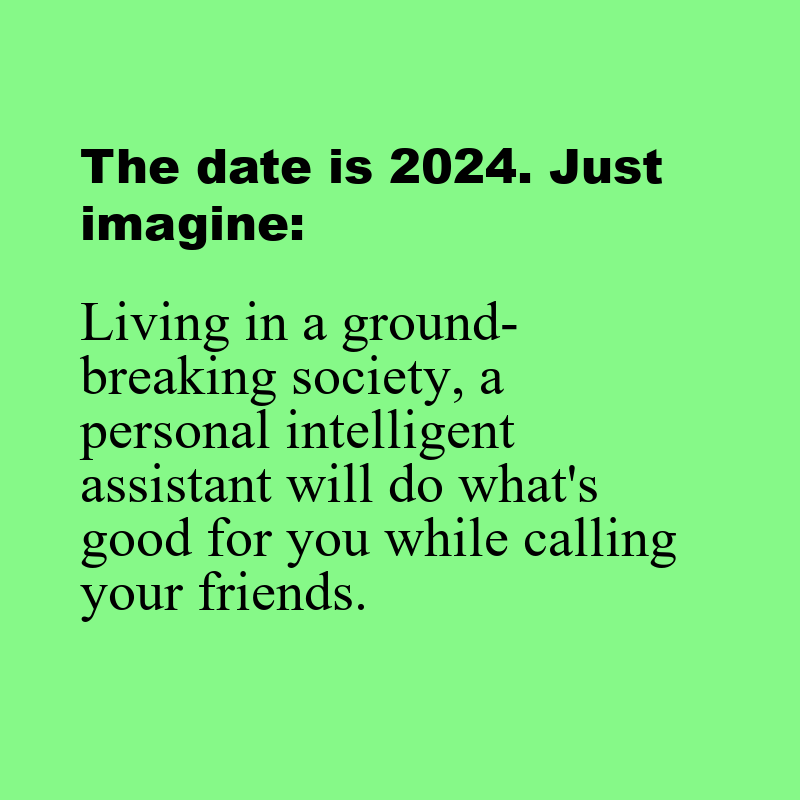 The date is 2024. Just
imagine:
Living in a ground-
breaking society, a
personal intelligent
assistant will do what's
good for you while calling
your friends.